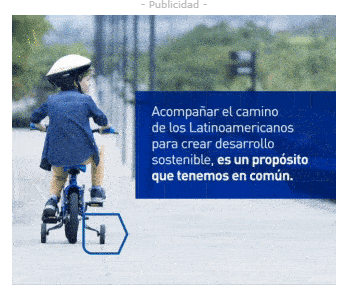 - Publicidad -
Acompañar el camino
de los Latinoamericanos
para crear desarrollo
sostenible, es un propósito
que tenemos en común.